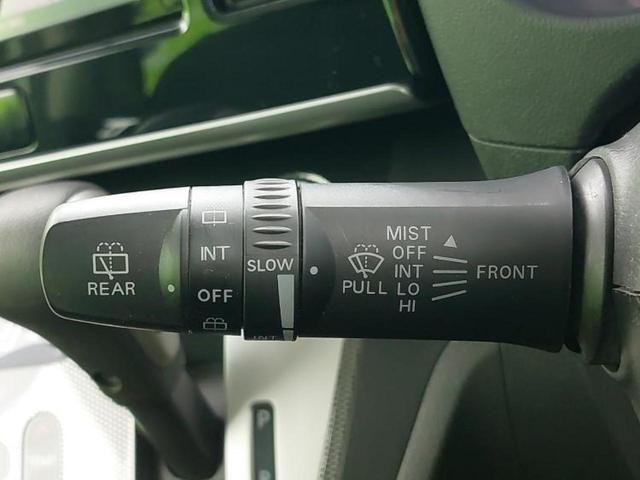 REAR
INT
OFF
SLOW
PULL
MIST
OFF
INT
LO
HI
FRONT
P